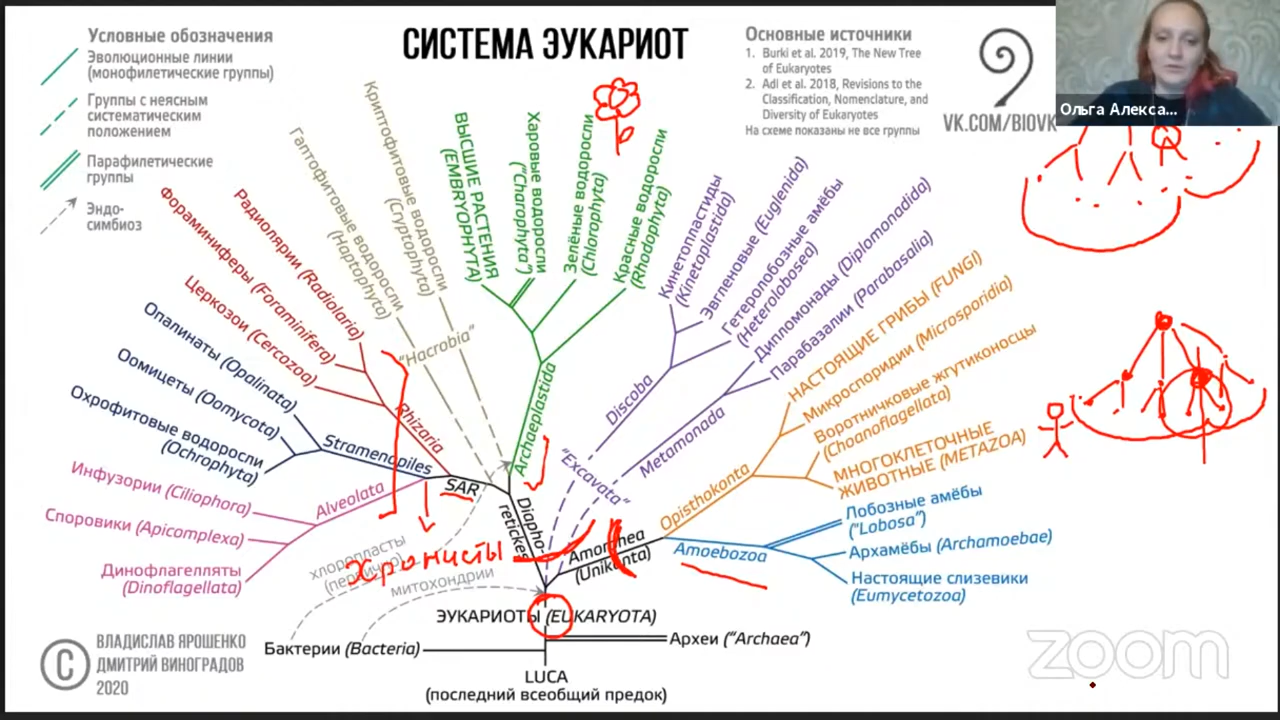 СИСТЕМА ЭУКАРИОТ
Условные обозначения
Эволюционные линии
(монофилетические группы)
Группы с неясным
систематическим
положением
Парафилетические
группы
Эндо-
симбиоз
Основные источники
1. Burki et al. 2019, The New Tree
of Eukaryotes
2. Adl et al. 2018, Revisions to the
Classification, Nomenclature, and
Diversity of Eukaryotes
На схеме показаны не все группы
VK.COM/BIOVK
Ольга Алекса...
Радиолярии (Radiolaria)
Фораминиферы (Foraminifera)
Церкозои (Cercozoa)
Rhizaria
Опалинаты (Opalinata)
Оомицеты (Oomycota)
Охрофитовые водоросли
(Ochrophyta)
Stramenopiles
Инфузории (Ciliophora)
Споровики (Apicomplexa)
Динофлагелляты
(Dinoflagellata)
Alveolata
SAR
Гаптофитовые водоросли
(Haptophyta)
Криптофитовые водоросли
(Cryptophyta)
"Hacrobia"
ВЫСШИЕ РАСТЕНИЯ
(EMBRYOPHYTA)
Харовые водоросли
("Charophyta")
Зелёные водоросли
(Chlorophyta)
Красные водоросли
(Rhodophyta)
Archaeplastida
Diapho-
retickes
Кинетопластиды
(Kinetoplastida)
Эвгленовые (Euglenida)
Гетеролобозные амёбы
(Heterolobosea)
Discoba
Дипломонады (Diplomonadida)
Парабазалии (Parabasalia)
Metamonada
"Excavata"
НАСТОЯЩИЕ ГРИБЫ (FUNGI)
Микроспоридии (Microsporidia)
Воротничковые жгутиконосцы
(Choanoflagellata)
МНОГОКЛЕТОЧНЫЕ
ЖИВОТНЫЕ (METAZOA)
Opisthokonta
Лобозные амёбы
("Lobosa")
Архамёбы (Archamoebae)
Настоящие слизевики
(Eumycetozoa)
Amoebozoa
Amorphea
(Unikonta)
хлоропласты
(первично)
Хронисты
митохондрии
ЭУКАРИОТЫ (EUKARYOTA)
Бактерии (Bacteria)
Археи ("Archaea")
LUCA
(последний всеобщий предок)
C
ВЛАДИСЛАВ ЯРОШЕНКО
ДМИТРИЙ ВИНОГРАДОВ
2020
zoom